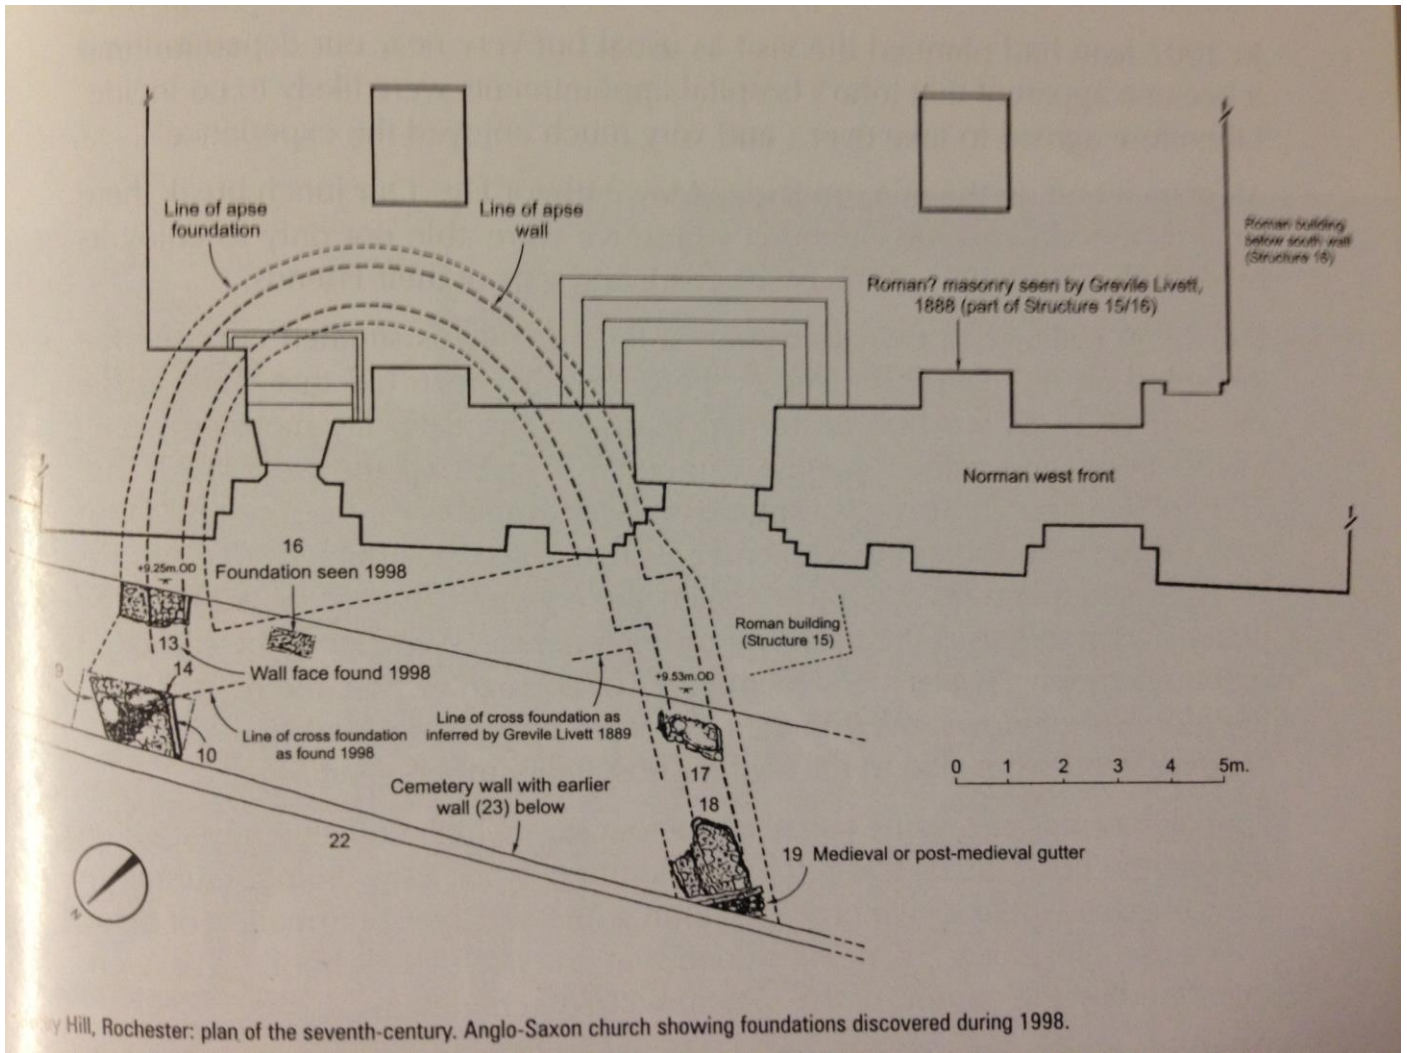 Line of apse
foundation
Line of apse
wall
Roman building
below south wall
(Structure 16)
Roman? masonry seen by Grevile Livett,
1888 (part of Structure 15/16)
Norman west front
16
Foundation seen 1998
+9.25m.OD
13
14
Wall face found 1998
9
10
Line of cross foundation
as found 1998
Line of cross foundation as
inferred by Grevile Livett 1889
Roman building
(Structure 15)
+9.53m.OD
17
18
Cemetery wall with earlier
wall (23) below
22
19 Medieval or post-medieval gutter
0 1 2 3 4 5m.
N
Hill, Rochester: plan of the seventh-century. Anglo-Saxon church showing foundations discovered during 1998.